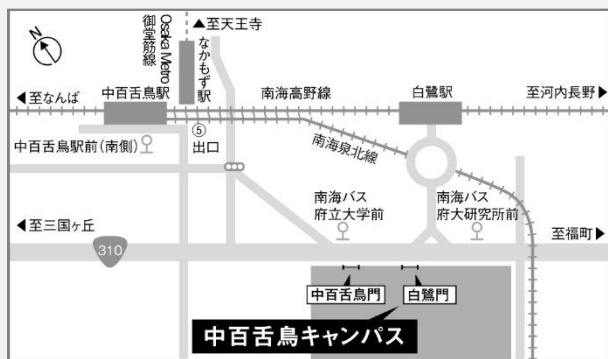 N
Osaka Metro
御堂筋線
なかもず駅
▲至天王寺
◀至なんば
中百舌鳥駅
南海高野線
白鷺駅
至河内長野▶
⑤
出口
中百舌鳥駅前(南側)
南海泉北線
南海バス
府立大学前
南海バス
府大研究所前
◀至三国ヶ丘
至福町▶
310
中百舌鳥門
白鷺門
中百舌鳥キャンパス